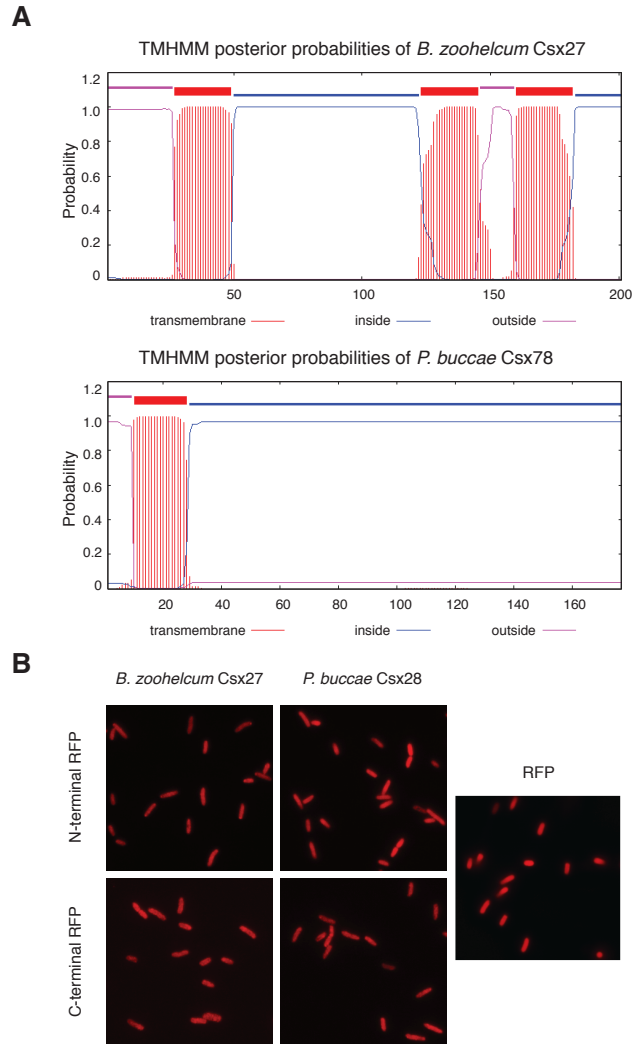 A
TMHMM posterior probabilities of B. zoohelcum Csx27
1.2
1.0
0.8
0.6
0.4
0.2
0
Probability
50 100 150 200
transmembrane inside outside
TMHMM posterior probabilities of P. buccae Csx78
1.2
1.0
0.8
0.6
0.4
0.2
0
Probability
20 40 60 80 100 120 140 160
transmembrane inside outside
B
B. zoohelcum Csx27 P. buccae Csx28
N-terminal RFP
RFP
C-terminal RFP